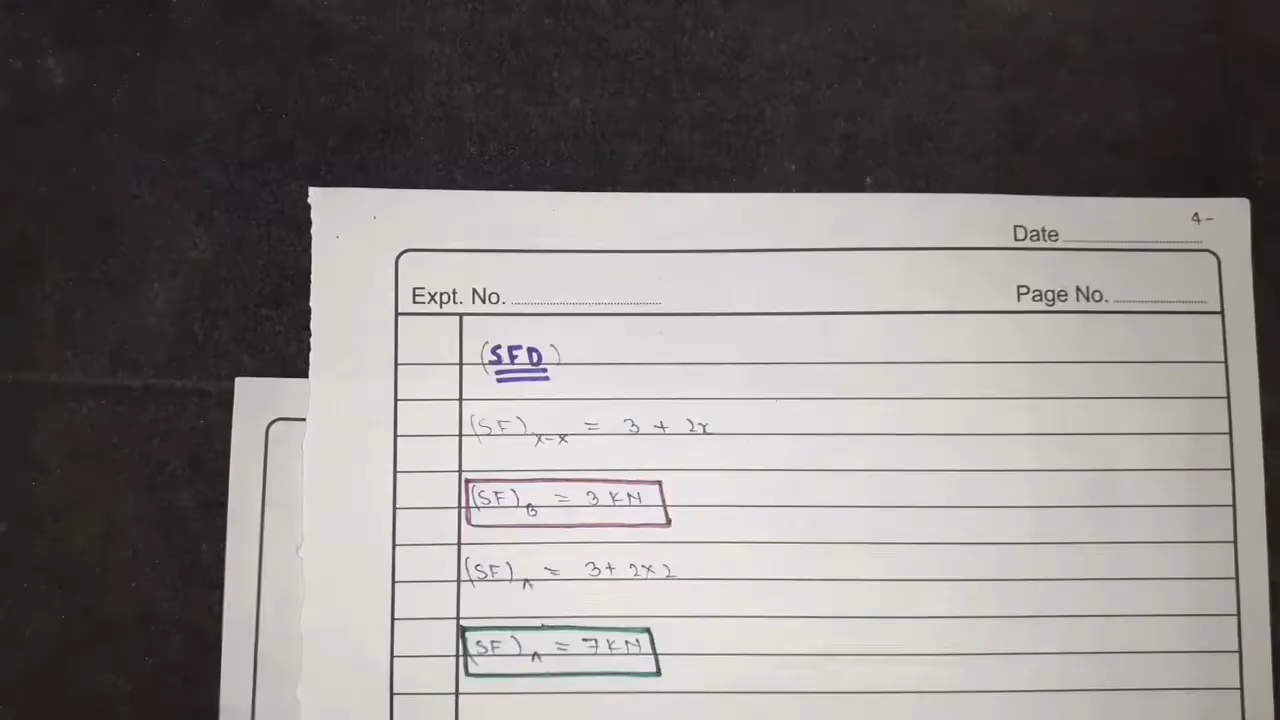 4-
Date
Expt. No.
Page No.
(SFD)
(SF)x-x = 3 + 2x
(SF)B = 3 KN
(SF)A = 3+ 2×2
(SF)A = 7 KN